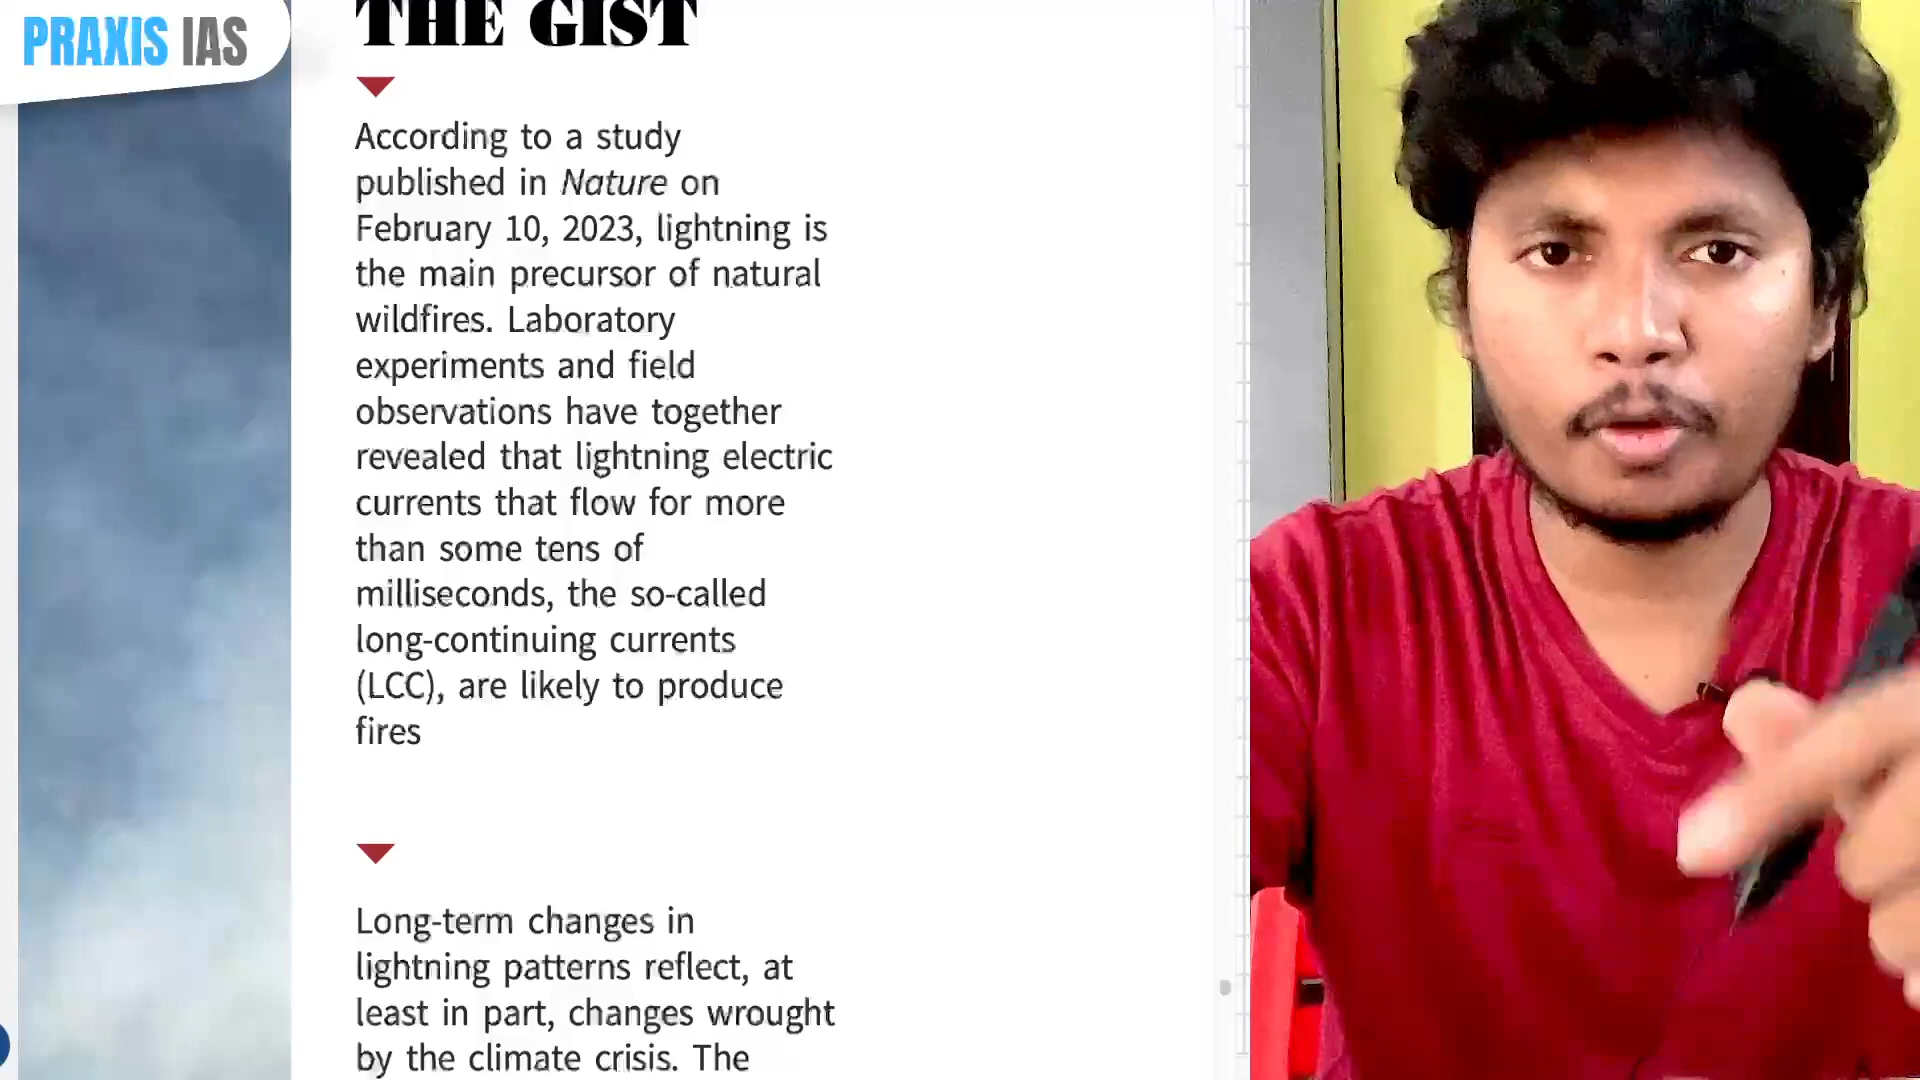 PRAXIS IAS
THE GIST
According to a study
published in Nature on
February 10, 2023, lightning is
the main precursor of natural
wildfires. Laboratory
experiments and field
observations have together
revealed that lightning electric
currents that flow for more
than some tens of
milliseconds, the so-called
long-continuing currents
(LCC), are likely to produce
fires
Long-term changes in
lightning patterns reflect, at
least in part, changes wrought
by the climate crisis. The